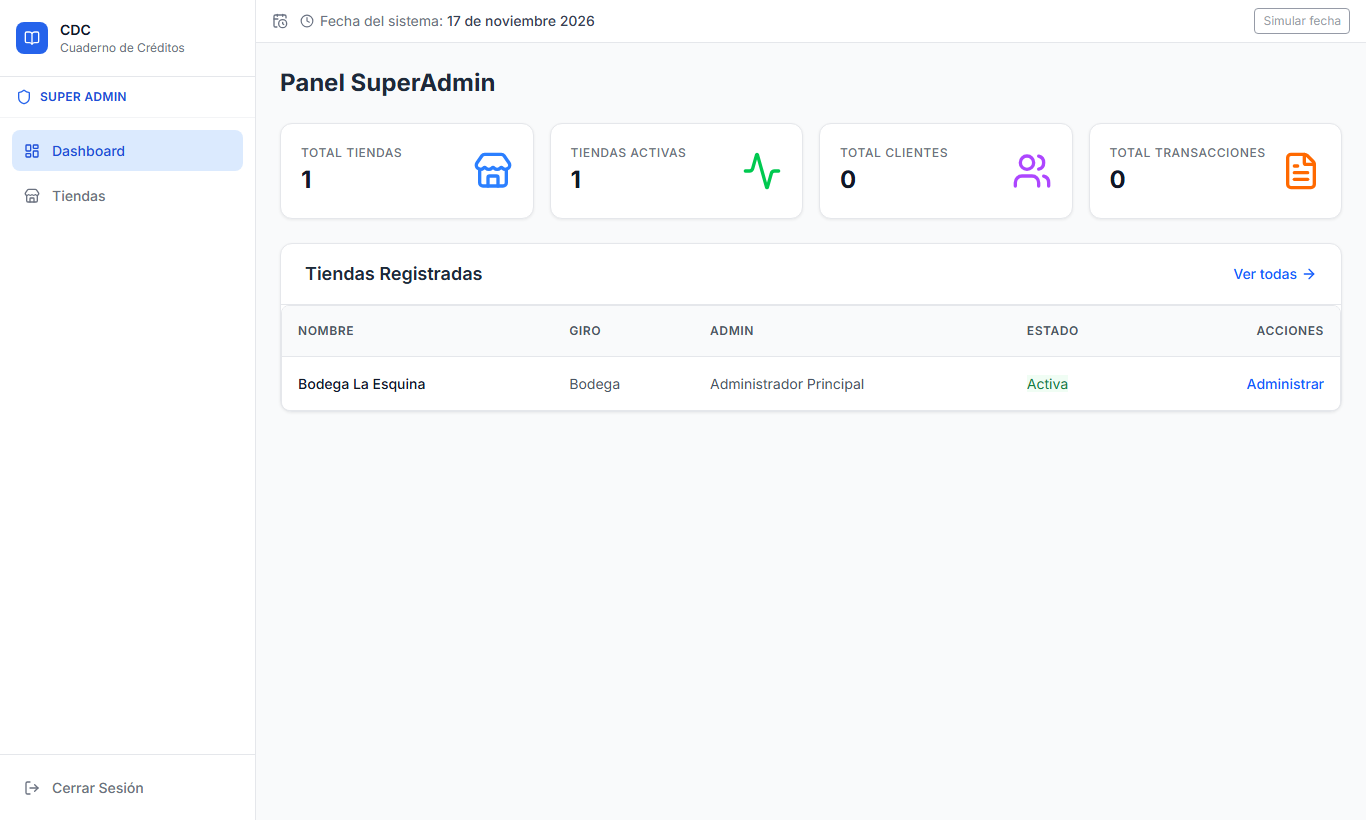 CDC
Cuaderno de Créditos
SUPER ADMIN
Dashboard
Tiendas
Cerrar Sesión
Fecha del sistema: 17 de noviembre 2026
Simular fecha
Panel SuperAdmin
TOTAL TIENDAS
1
TIENDAS ACTIVAS
1
TOTAL CLIENTES
0
TOTAL TRANSACCIONES
0
Tiendas Registradas
Ver todas
NOMBRE GIRO ADMIN ESTADO ACCIONES
Bodega La Esquina Bodega Administrador Principal Activa Administrar